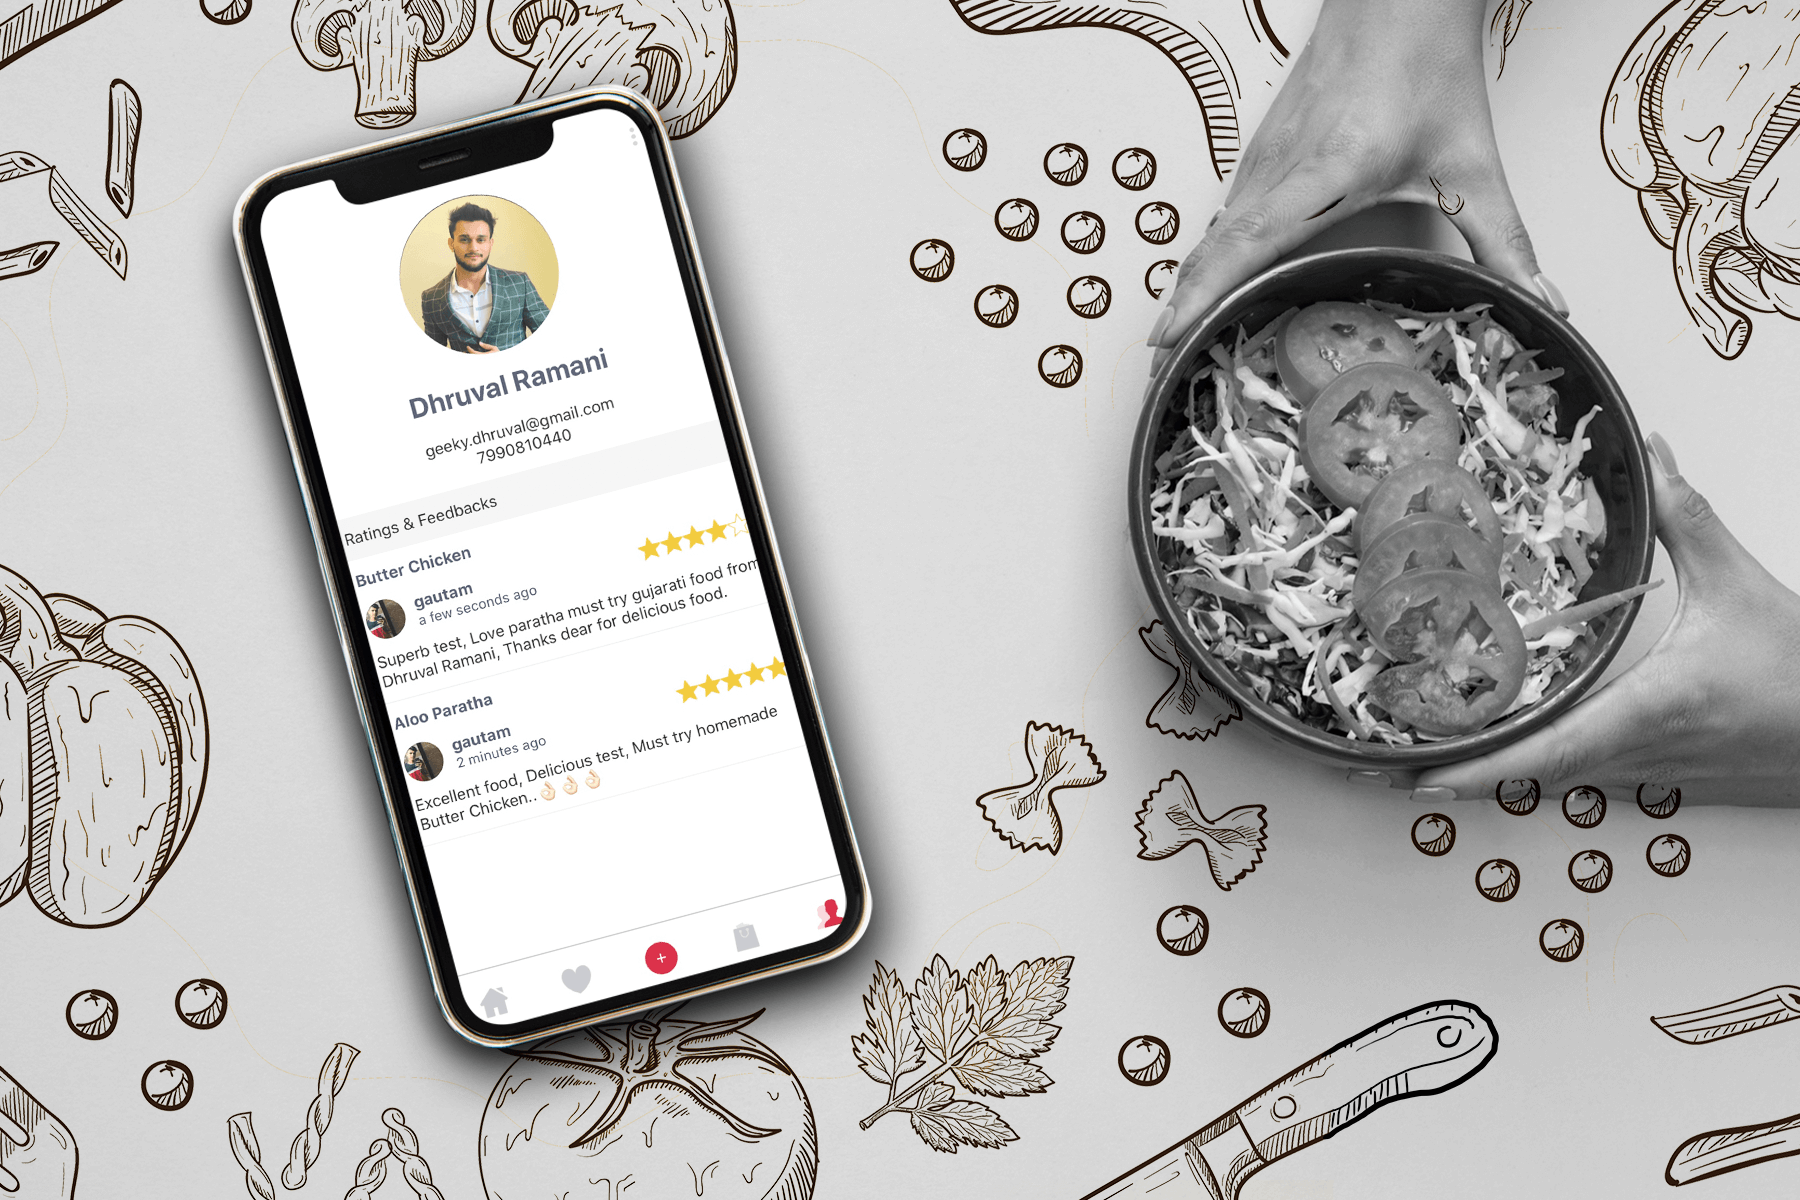 Dhruval Ramani
geeky.dhruval@gmail.com
7990810440
Ratings & Feedbacks
Butter Chicken
gautam
a few seconds ago
Superb test, Love paratha must try gujarati food from
Dhruval Ramani, Thanks dear for delicious food.
Aloo Paratha
gautam
2 minutes ago
Excellent food, Delicious test, Must try homemade
Butter Chicken..👌🏻👌🏻👌🏻